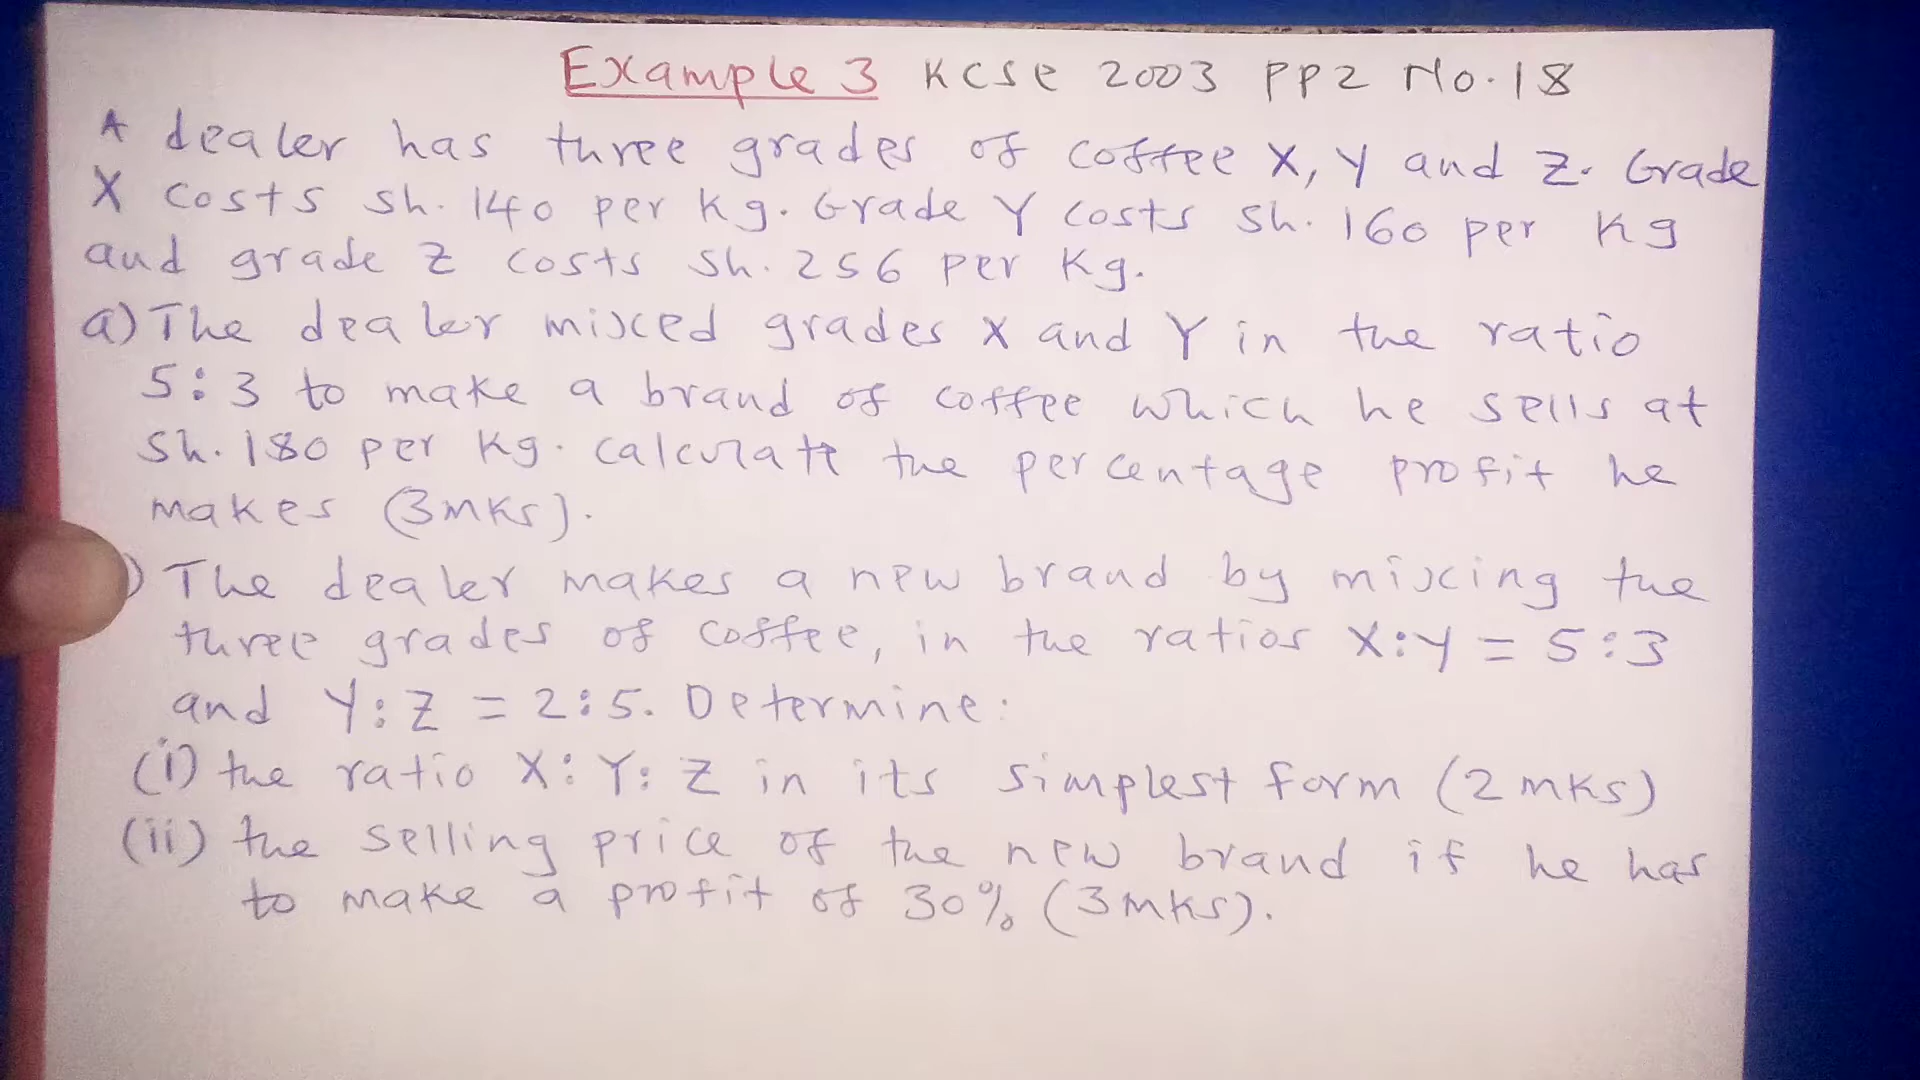 Example 3 KCSE 2003 PP2 No.18
A dealer has three grades of coffee X, Y and Z. Grade
X costs sh. 140 per kg. Grade Y costs sh. 160 per kg
and grade Z costs sh. 256 per kg.
a) The dealer mixed grades X and Y in the ratio
5:3 to make a brand of coffee which he sells at
sh. 180 per kg. calculate the percentage profit he
makes (3mks).
) The dealer makes a new brand by mixing the
three grades of coffee, in the ratios X:Y = 5:3
and Y:Z = 2:5. Determine:
(i) the ratio X:Y:Z in its simplest form (2mks)
(ii) the selling price of the new brand if he has
to make a profit of 30% (3mks).